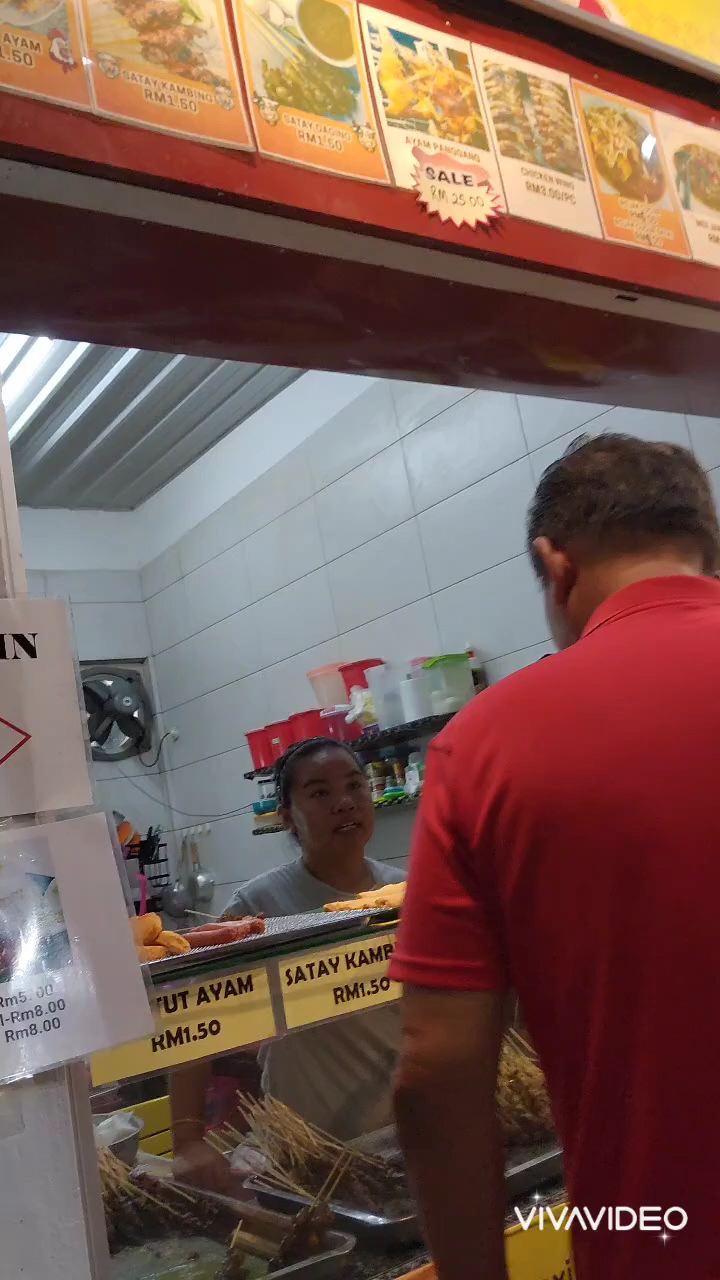 AYAM
1.50
SATAY KAMBING
RM1.50
SATAY DAGING
RM1.50
AYAM PANGGANG
SALE
RM 25.00
CHICKEN WING
RM3.00/PC
IN
Rm5.00
l-Rm8.00
Rm8.00
TUT AYAM
RM1.50
SATAY KAMB
RM1.50
VIVAVIDEO